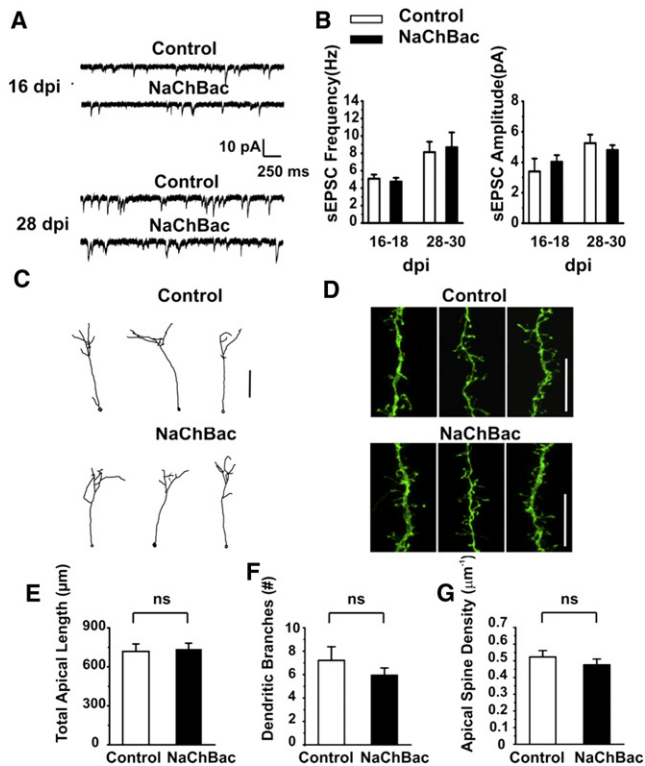 A
Control
16 dpi
NaChBac
10 pA
250 ms
Control
28 dpi
NaChBac
B
Control
NaChBac
sEPSC Frequency(Hz)
14
12
10
8
6
4
2
0
16-18 28-30
dpi
sEPSC Amplitude(pA)
8
6
4
2
0
16-18 28-30
dpi
C
Control
NaChBac
D
Control
NaChBac
E
Total Apical Length (µm)
900
600
300
0
ns
Control NaChBac
F
Dendritic Branches (#)
10
8
6
4
2
0
ns
Control NaChBac
G
Apical Spine Density (µm⁻¹)
0.7
0.6
0.5
0.4
0.3
0.2
0.1
0
ns
Control NaChBac